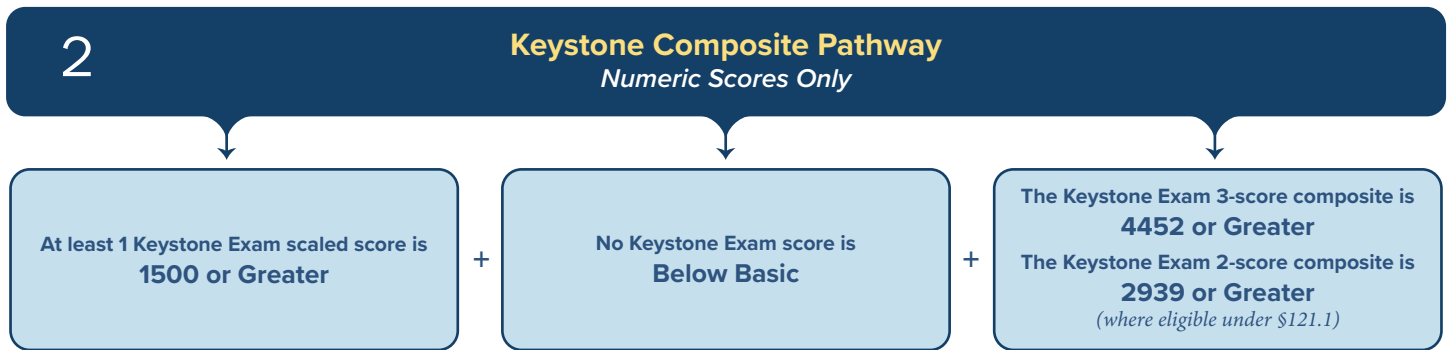 2
Keystone Composite Pathway
Numeric Scores Only
At least 1 Keystone Exam scaled score is
1500 or Greater
+
No Keystone Exam score is
Below Basic
+
The Keystone Exam 3-score composite is
4452 or Greater
The Keystone Exam 2-score composite is
2939 or Greater
(where eligible under §121.1)